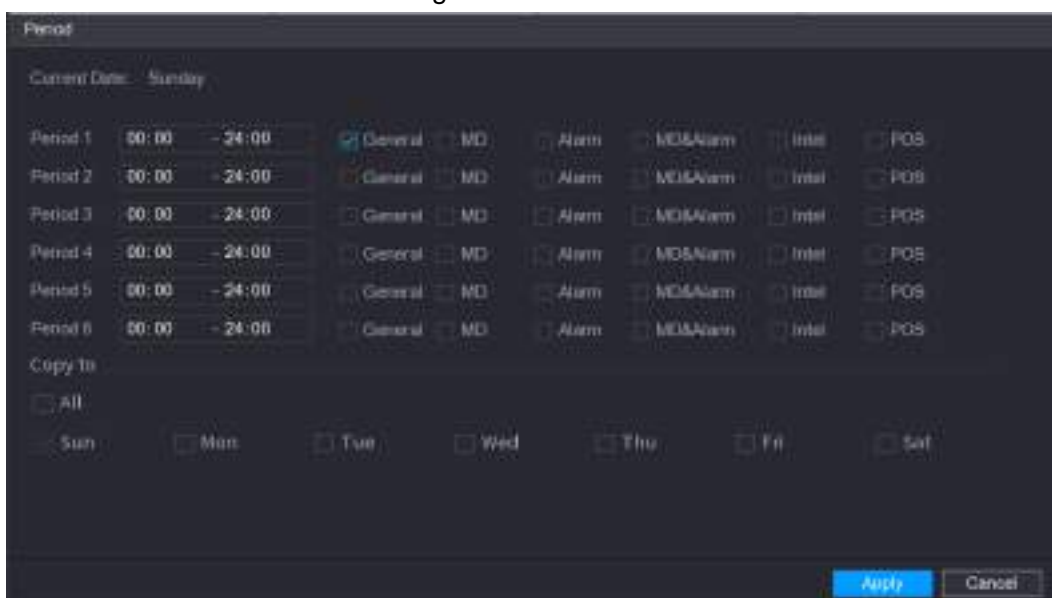 Period
Current Date: Sunday
Period 1 00:00 - 24:00 General MD Alarm MD&Alarm Intel POS
Period 2 00:00 - 24:00 General MD Alarm MD&Alarm Intel POS
Period 3 00:00 - 24:00 General MD Alarm MD&Alarm Intel POS
Period 4 00:00 - 24:00 General MD Alarm MD&Alarm Intel POS
Period 5 00:00 - 24:00 General MD Alarm MD&Alarm Intel POS
Period 6 00:00 - 24:00 General MD Alarm MD&Alarm Intel POS
Copy to
All
Sun Mon Tue Wed Thu Fri Sat
Apply Cancel